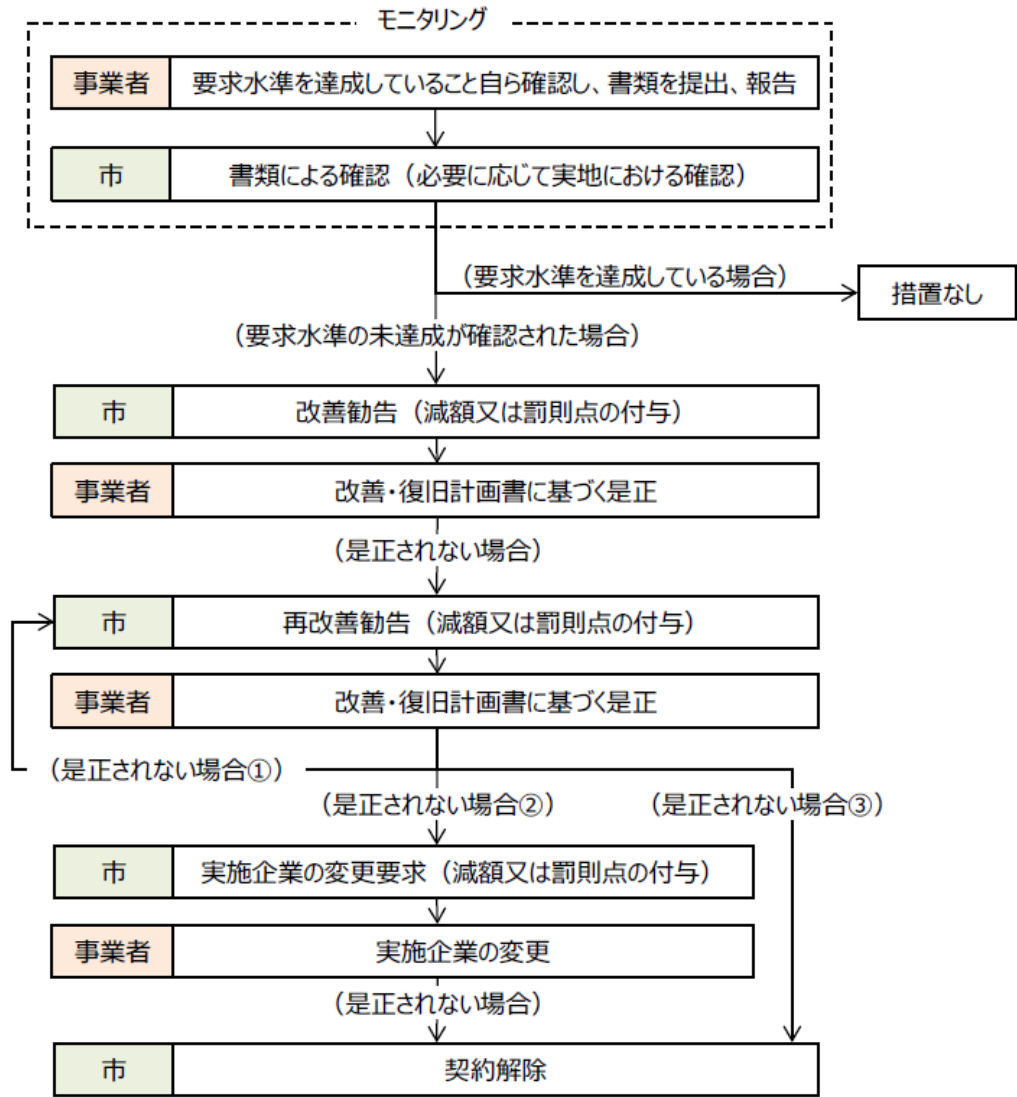 モニタリング
事業者 要求水準を達成していること自ら確認し、書類を提出、報告
市 書類による確認（必要に応じて実地における確認）
（要求水準を達成している場合）
措置なし
（要求水準の未達成が確認された場合）
市 改善勧告（減額又は罰則点の付与）
事業者 改善・復旧計画書に基づく是正
（是正されない場合）
市 再改善勧告（減額又は罰則点の付与）
事業者 改善・復旧計画書に基づく是正
（是正されない場合①）
（是正されない場合②）
（是正されない場合③）
市 実施企業の変更要求（減額又は罰則点の付与）
事業者 実施企業の変更
（是正されない場合）
市 契約解除